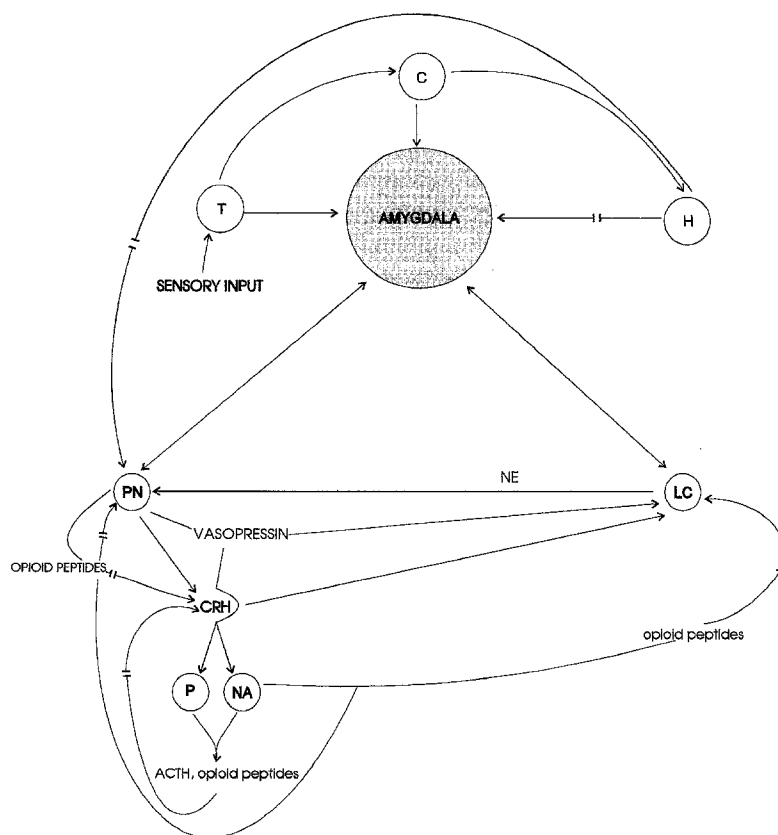 C
T
AMYGDALA
H
SENSORY INPUT
NE
PN
LC
VASOPRESSIN
OPIOID PEPTIDES
CRH
opioid peptides
P
NA
ACTH, opioid peptides